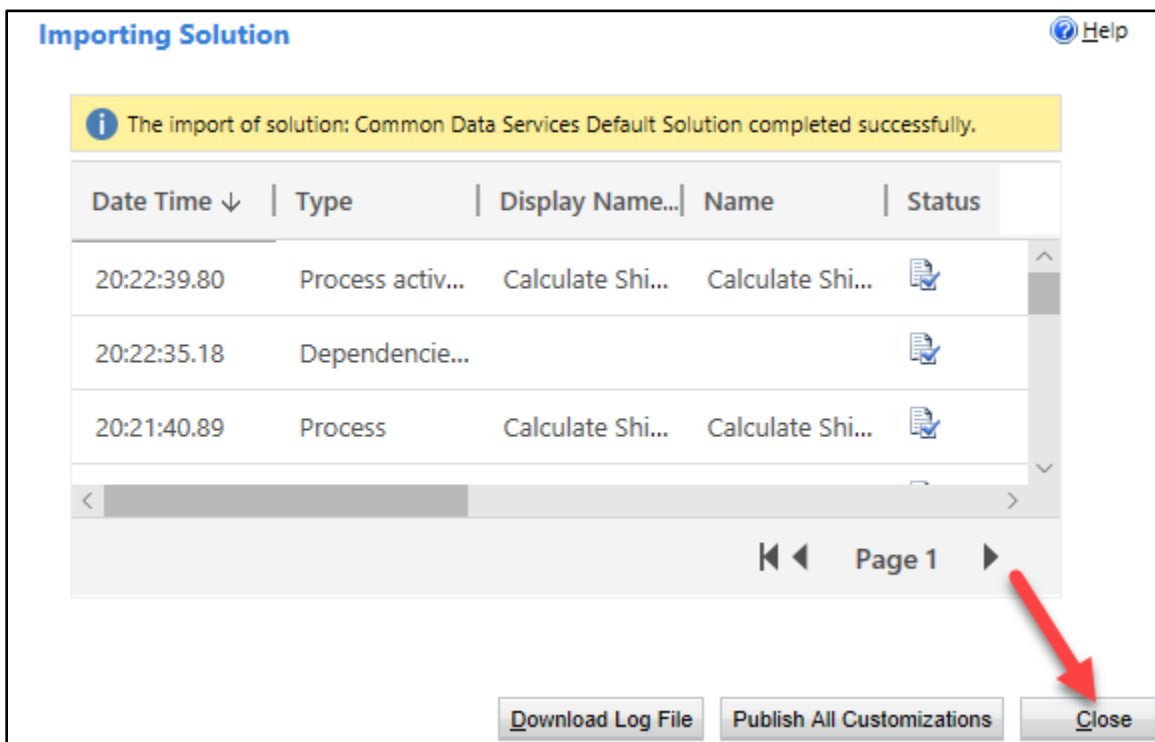 Importing Solution
Help
The import of solution: Common Data Services Default Solution completed successfully.
Date Time Type Display Name... Name Status
20:22:39.80 Process activ... Calculate Shi... Calculate Shi...
20:22:35.18 Dependencie...
20:21:40.89 Process Calculate Shi... Calculate Shi...
Page 1
Download Log File Publish All Customizations Close